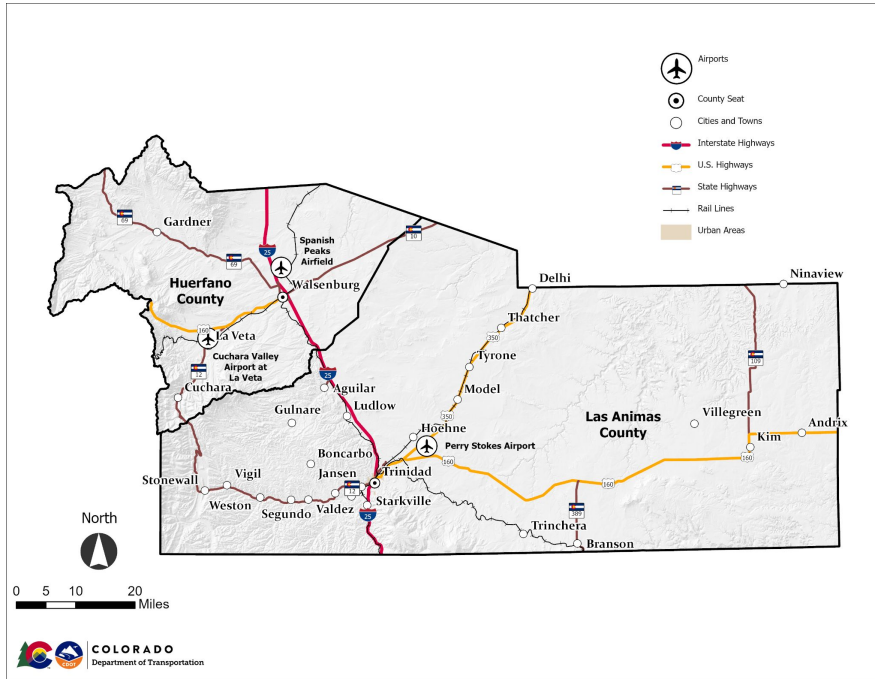 Airports
County Seat
Cities and Towns
Interstate Highways
U.S. Highways
State Highways
Rail Lines
Urban Areas
69
Gardner
25
69
Spanish
Peaks
Airfield
10
Huerfano
County
Walsenburg
Delhi
Ninaview
160
La Veta
Thatcher
350
Cuchara Valley
Airport at
La Veta
Tyrone
109
12
25
Cuchara
Aguilar
Model
Ludlow
Gulnare
350
Las Animas
County
Villegreen
Andrix
Hoehne
Kim
Perry Stokes Airport
Boncarbo
160
160
Jansen
Trinidad
Stonewall
Vigil
12
160
Weston
Segundo
Valdez
Starkville
25
389
Trinchera
Branson
North
0 5 10 20
Miles
C
CDOT
COLORADO
Department of Transportation